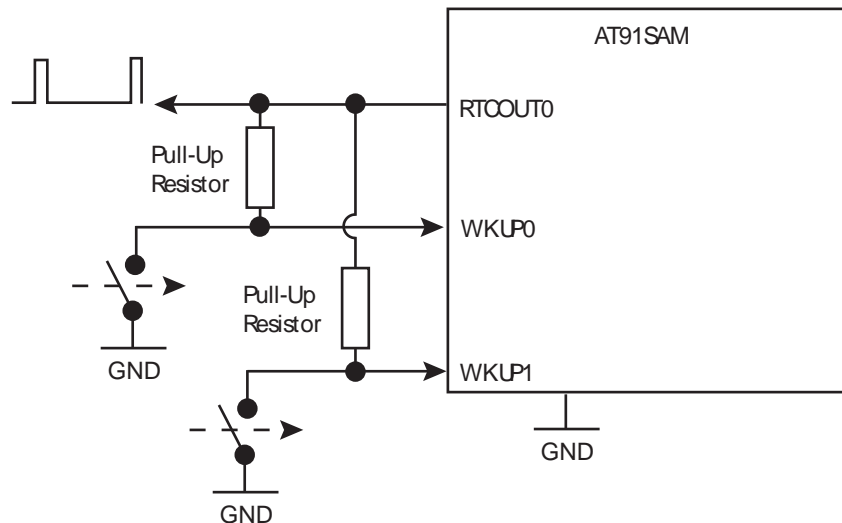 AT91SAM
RTCOUT0
Pull-Up
Resistor
WKUP0
Pull-Up
Resistor
GND
WKUP1
GND
GND